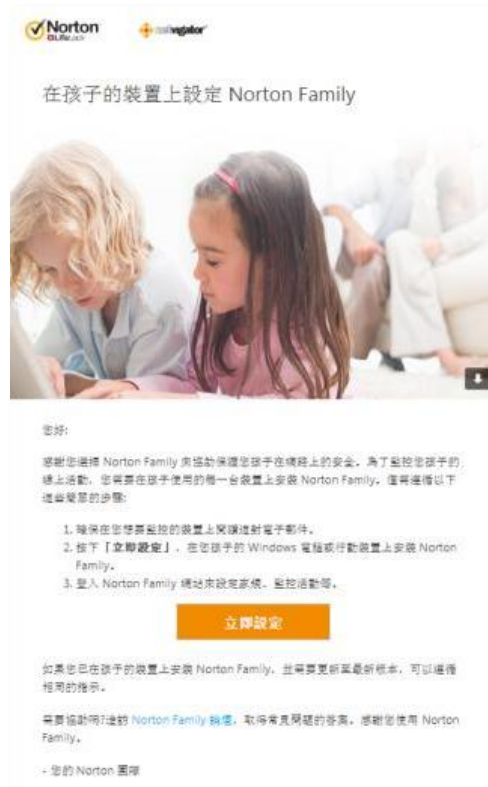 Norton
navigator
在孩子的裝置上設定 Norton Family
您好:
感謝您選擇 Norton Family 來協助保護您孩子在網路上的安全。為了監控您孩子的
線上活動，您需要在孩子使用的每一台裝置上安裝 Norton Family。僅需遵循以下
這些簡單的步驟:
1. 確保在您想要監控的裝置上閱讀這封電子郵件。
2. 按下「立即設定」，在您孩子的 Windows 電腦或行動裝置上安裝 Norton
Family。
3. 登入 Norton Family 網站來設定家規、監控活動等。
立即設定
如果您已在孩子的裝置上安裝 Norton Family，並需要更新至最新版本，可以遵循
相同的指示。
需要協助嗎?造訪 Norton Family 論壇，取得常見問題的答案。感謝您使用 Norton
Family。
- 您的 Norton 團隊